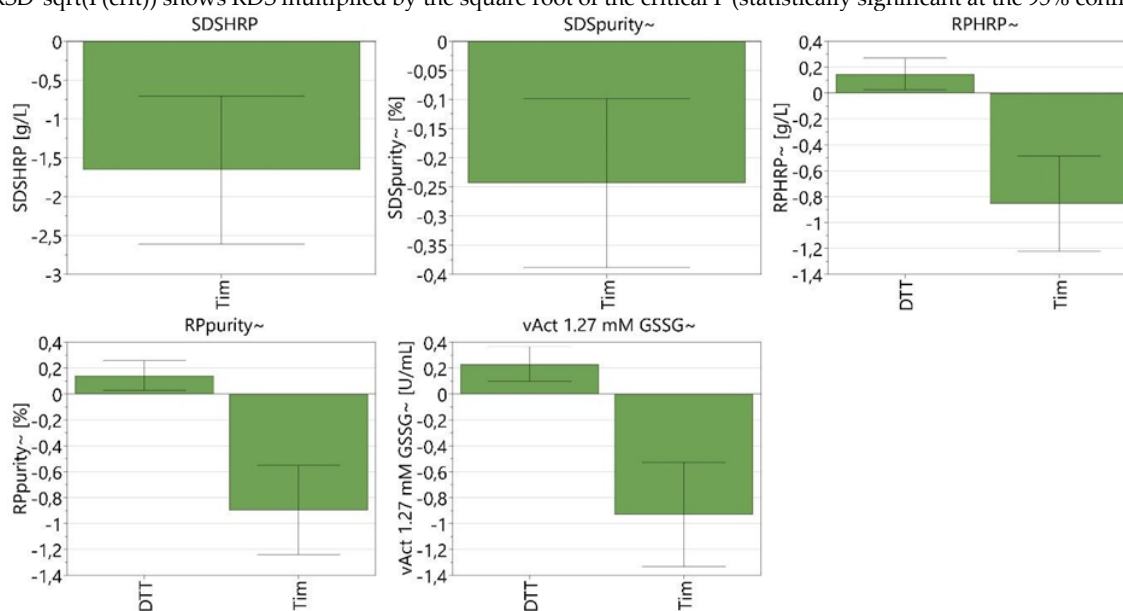 RSD*sqrt(F(crit)) shows RDS multiplied by the square root of the critical F (statistically significant at the 95% confi
SDSHRP
SDSpurity~
RPHRP~
SDSHRP [g/L]
0
-0,5
-1
-1,5
-2
-2,5
-3
Tim
SDSpurity~ [%]
0
-0,05
-0,1
-0,15
-0,2
-0,25
-0,3
-0,35
-0,4
Tim
RPHRP~ [g/L]
0,4
0,2
0
-0,2
-0,4
-0,6
-0,8
-1
-1,2
-1,4
DTT
Tim
RPpurity~
vAct 1.27 mM GSSG~
RPpurity~ [%]
0,4
0,2
0
-0,2
-0,4
-0,6
-0,8
-1
-1,2
-1,4
DTT
Tim
vAct 1.27 mM GSSG~ [U/mL]
0,4
0,2
0
-0,2
-0,4
-0,6
-0,8
-1
-1,2
-1,4
DTT
Tim